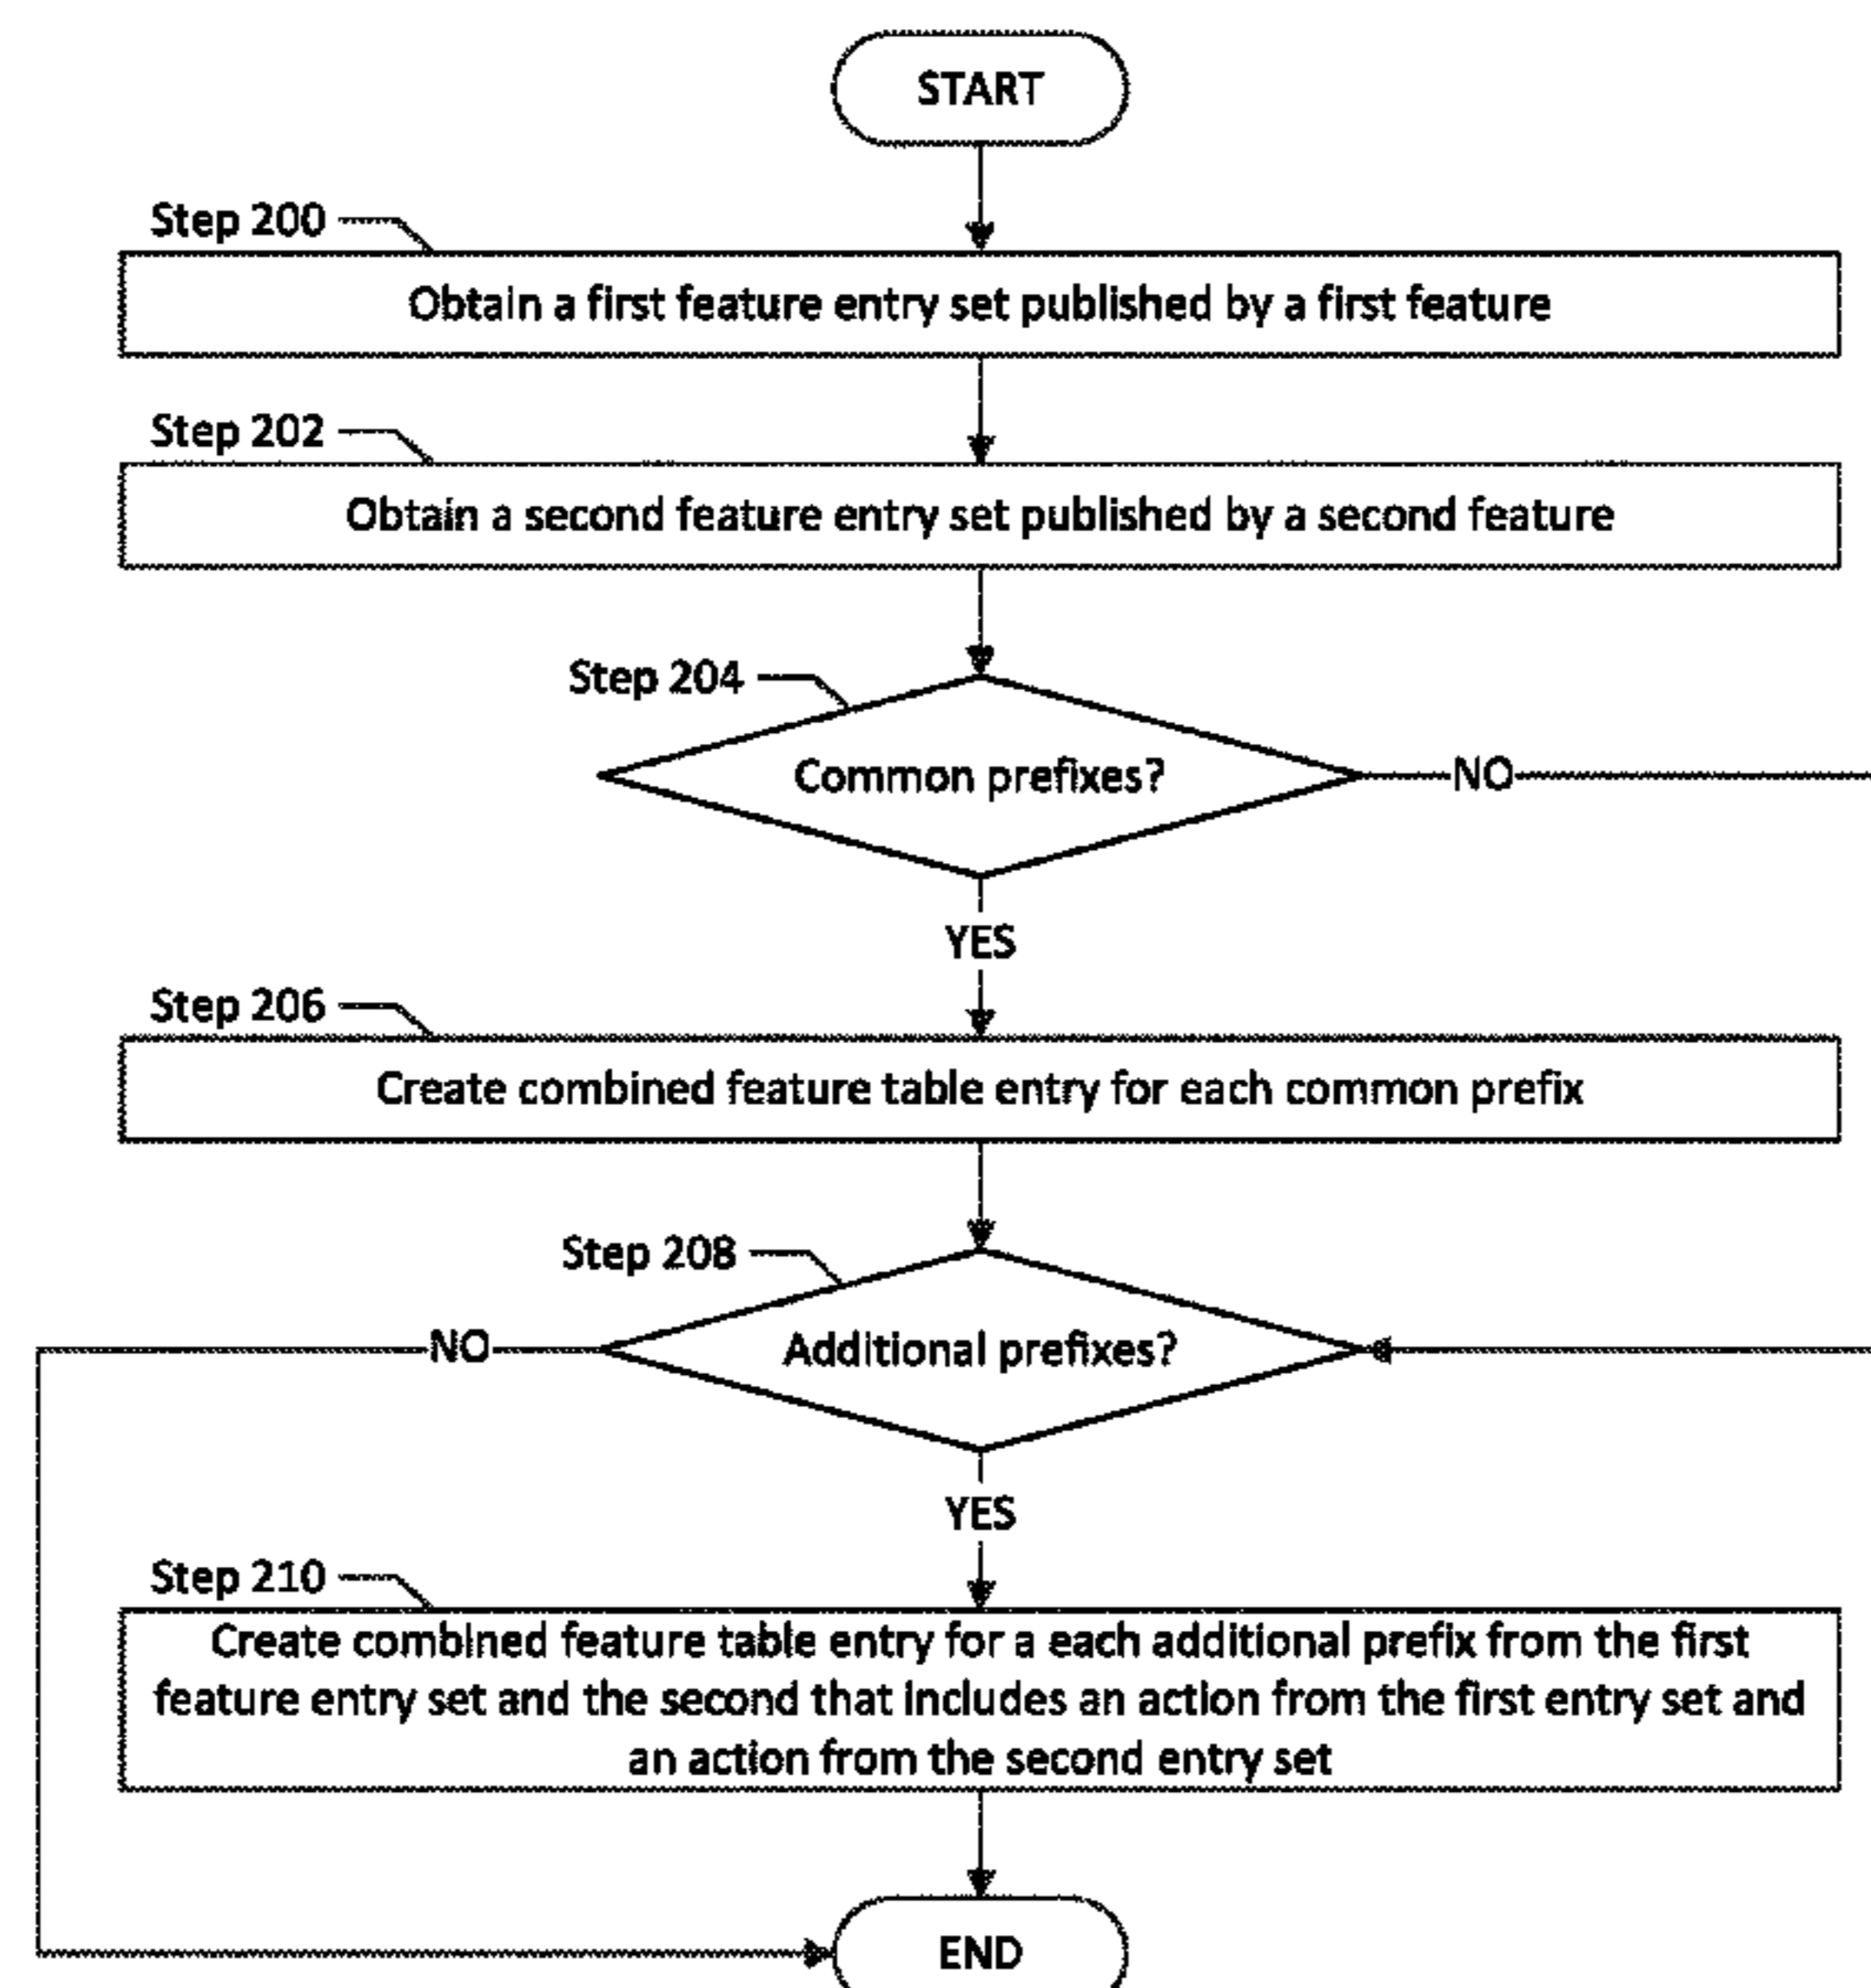 START
Step 200
Obtain a first feature entry set published by a first feature
Step 202
Obtain a second feature entry set published by a second feature
Step 204
Common prefixes?
NO
YES
Step 206
Create combined feature table entry for each common prefix
Step 208
Additional prefixes?
NO
YES
Step 210
Create combined feature table entry for a each additional prefix from the first
feature entry set and the second that includes an action from the first entry set and
an action from the second entry set
END